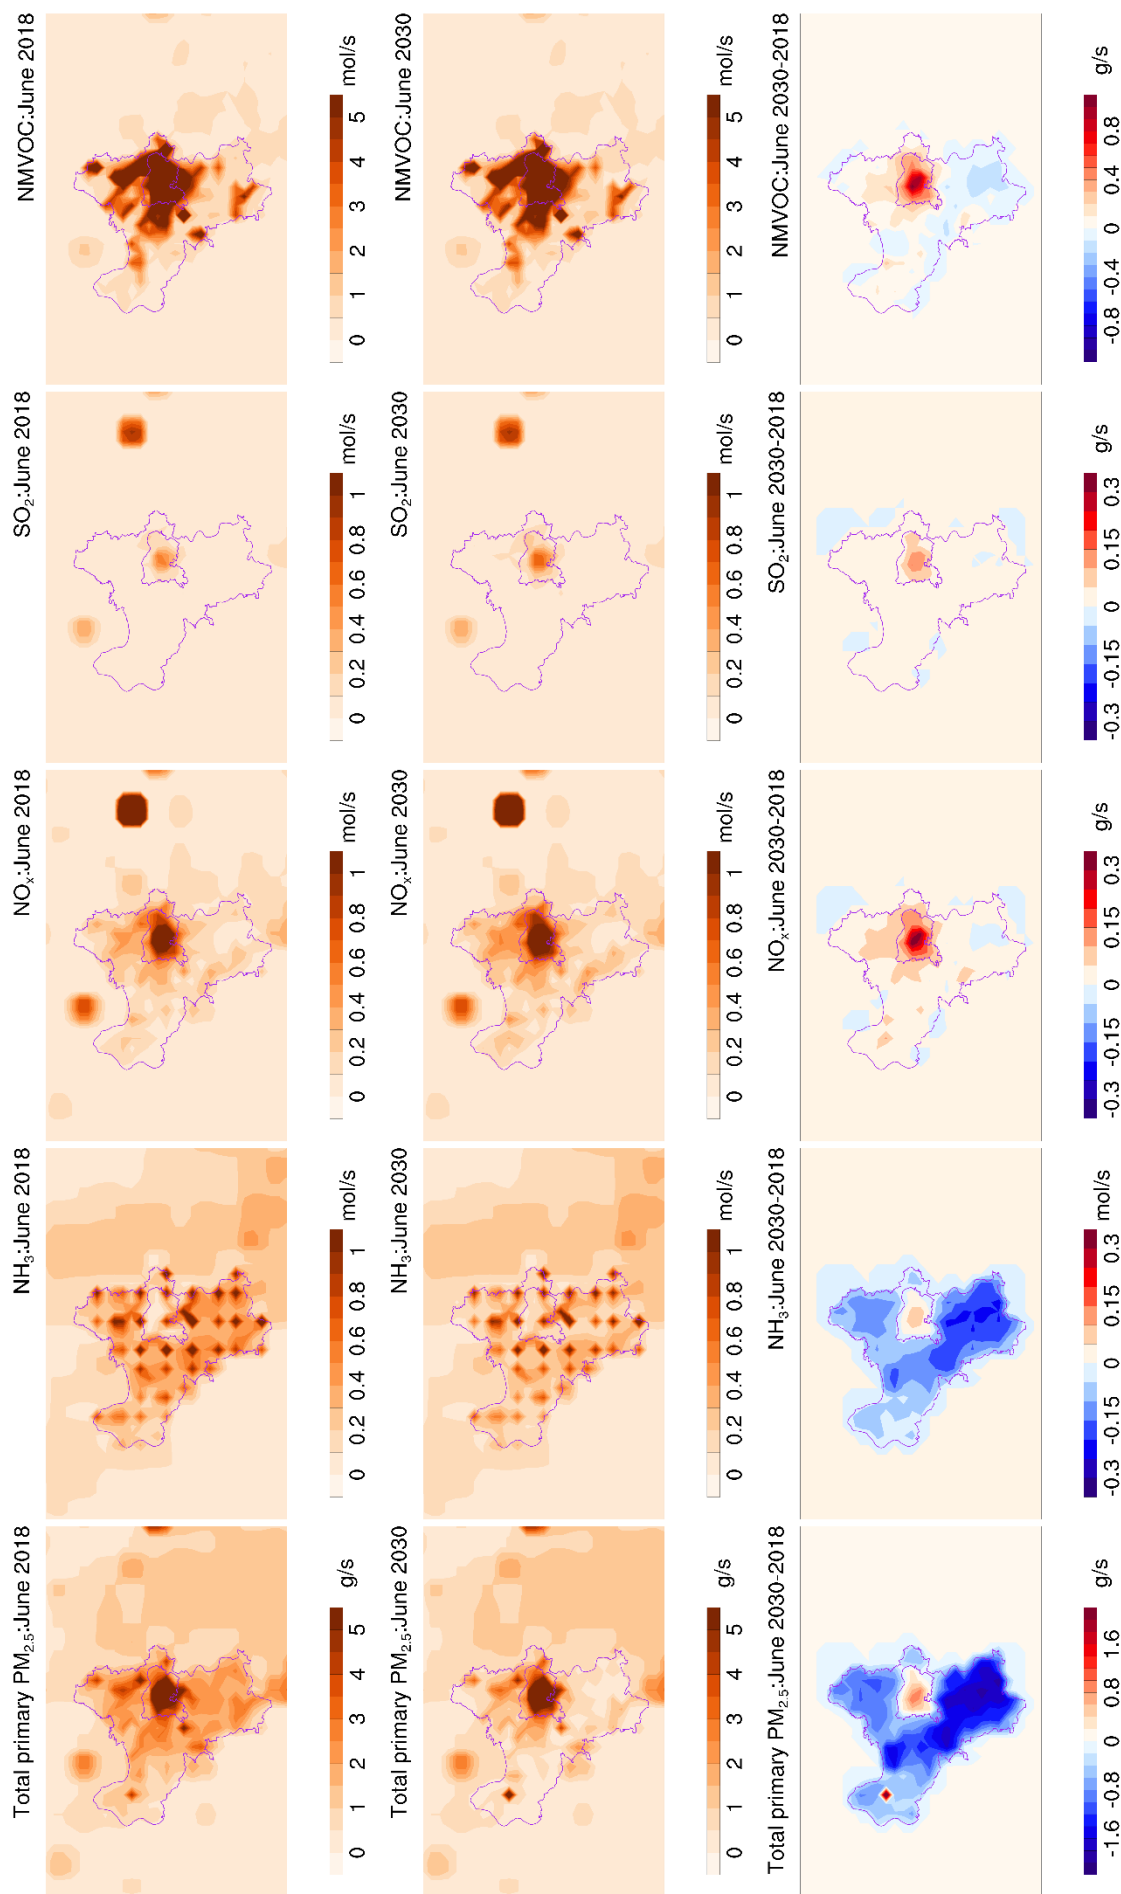 Total primary PM₂.₅:June 2018
NH₃:June 2018
NOₓ:June 2018
SO₂:June 2018
NMVOC:June 2018
0 1 2 3 4 5 g/s
0 0.2 0.4 0.6 0.8 1 mol/s
0 0.2 0.4 0.6 0.8 1 mol/s
0 0.2 0.4 0.6 0.8 1 mol/s
0 1 2 3 4 5 mol/s
Total primary PM₂.₅:June 2030
NH₃:June 2030
NOₓ:June 2030
SO₂:June 2030
NMVOC:June 2030
0 1 2 3 4 5 g/s
0 0.2 0.4 0.6 0.8 1 mol/s
0 0.2 0.4 0.6 0.8 1 mol/s
0 0.2 0.4 0.6 0.8 1 mol/s
0 1 2 3 4 5 mol/s
Total primary PM₂.₅:June 2030-2018
NH₃:June 2030-2018
NOₓ:June 2030-2018
SO₂:June 2030-2018
NMVOC:June 2030-2018
-1.6 -0.8 0 0.8 1.6 g/s
-0.3 -0.15 0 0.15 0.3 mol/s
-0.3 -0.15 0 0.15 0.3 g/s
-0.3 -0.15 0 0.15 0.3 g/s
-0.8 -0.4 0 0.4 0.8 g/s